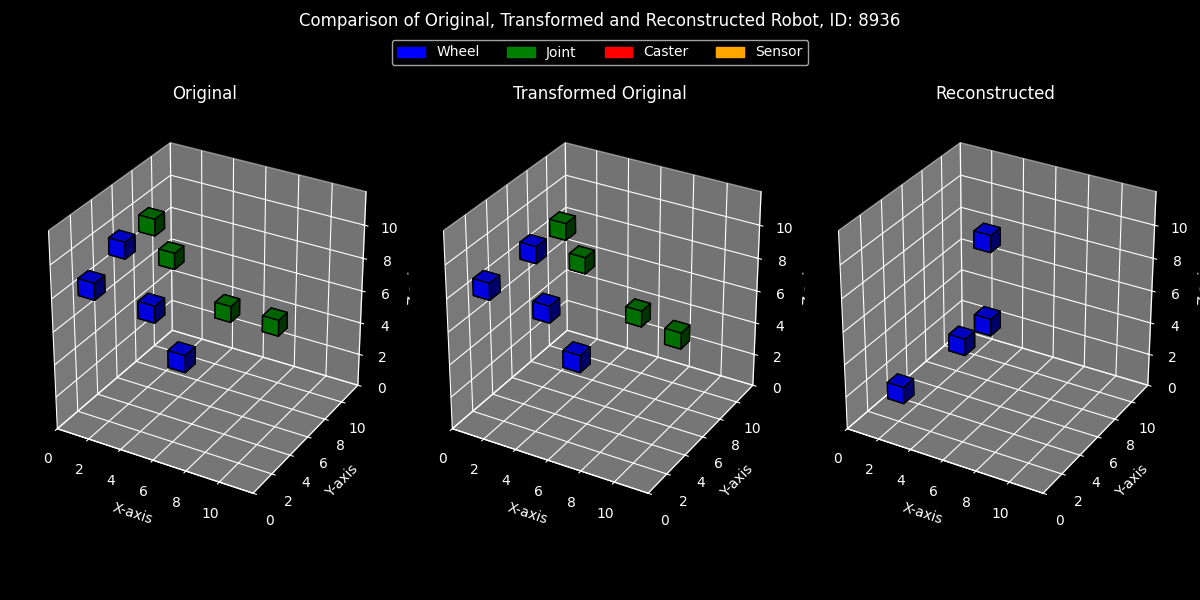 Comparison of Original, Transformed and Reconstructed Robot, ID: 8936
Wheel Joint Caster Sensor
Original
Transformed Original
Reconstructed
0 2 4 6 8 10
X-axis
0 2 4 6 8 10
Y-axis
0 2 4 6 8 10
0 2 4 6 8 10
X-axis
0 2 4 6 8 10
Y-axis
0 2 4 6 8 10
0 2 4 6 8 10
X-axis
0 2 4 6 8 10
Y-axis
0 2 4 6 8 10